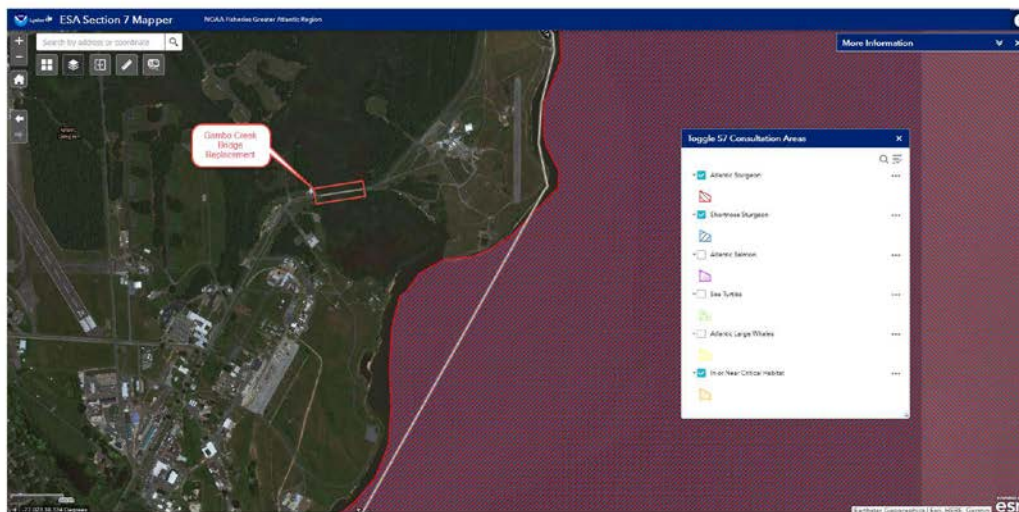 ESA Section 7 Mapper
NOAA Fisheries Greater Atlantic Region
Search by address or coordinate
More Information
Gambo Creek
Bridge
Replacement
Toggle S7 Consultation Areas
Atlantic Sturgeon
Shortnose Sturgeon
Atlantic Salmon
Sea Turtles
Atlantic Large Whales
In or Near Critical Habitat
esri